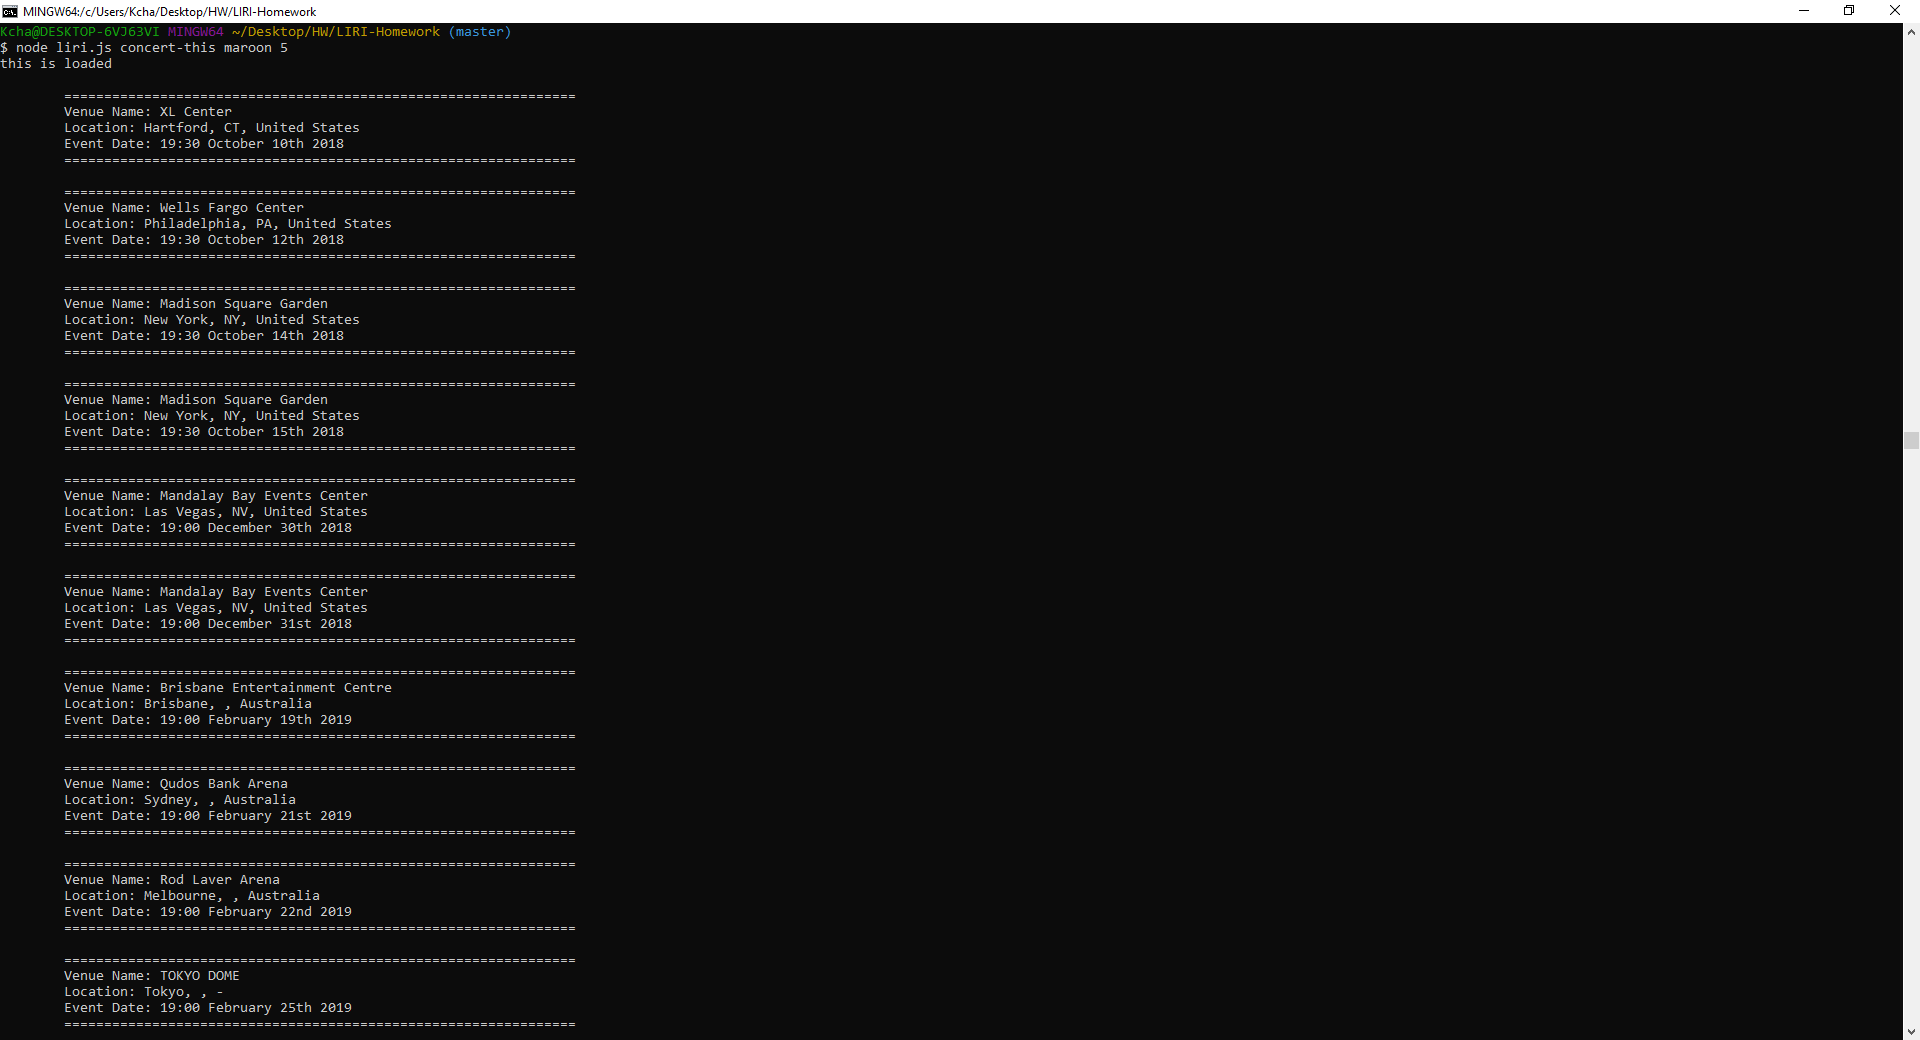 MINGW64:/c/Users/Kcha/Desktop/HW/LIRI-Homework
Kcha@DESKTOP-6VJ63VI MINGW64 ~/Desktop/HW/LIRI-Homework (master)
$ node liri.js concert-this maroon 5
this is loaded
================================================================
Venue Name: XL Center
Location: Hartford, CT, United States
Event Date: 19:30 October 10th 2018
================================================================
================================================================
Venue Name: Wells Fargo Center
Location: Philadelphia, PA, United States
Event Date: 19:30 October 12th 2018
================================================================
================================================================
Venue Name: Madison Square Garden
Location: New York, NY, United States
Event Date: 19:30 October 14th 2018
================================================================
================================================================
Venue Name: Madison Square Garden
Location: New York, NY, United States
Event Date: 19:30 October 15th 2018
================================================================
================================================================
Venue Name: Mandalay Bay Events Center
Location: Las Vegas, NV, United States
Event Date: 19:00 December 30th 2018
================================================================
================================================================
Venue Name: Mandalay Bay Events Center
Location: Las Vegas, NV, United States
Event Date: 19:00 December 31st 2018
================================================================
================================================================
Venue Name: Brisbane Entertainment Centre
Location: Brisbane, , Australia
Event Date: 19:00 February 19th 2019
================================================================
================================================================
Venue Name: Qudos Bank Arena
Location: Sydney, , Australia
Event Date: 19:00 February 21st 2019
================================================================
================================================================
Venue Name: Rod Laver Arena
Location: Melbourne, , Australia
Event Date: 19:00 February 22nd 2019
================================================================
================================================================
Venue Name: TOKYO DOME
Location: Tokyo, , -
Event Date: 19:00 February 25th 2019
================================================================